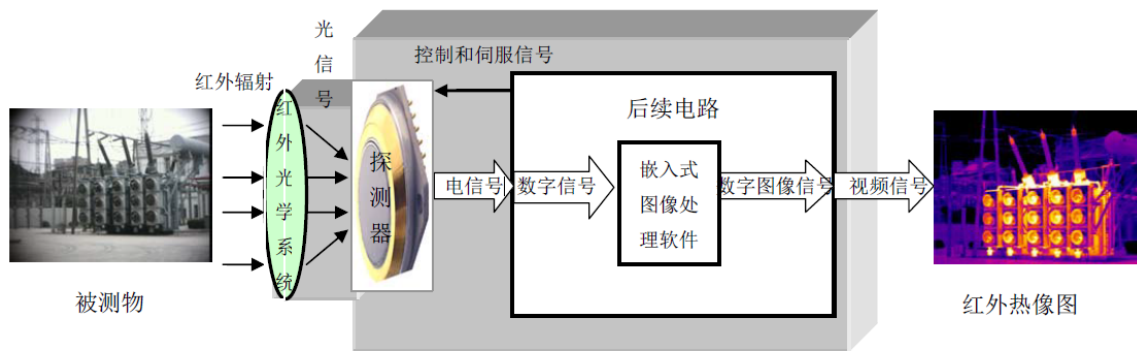 光信号
控制和伺服信号
红外辐射
红外光学系统
探测器
后续电路
嵌入式
图像处
理软件
电信号
数字信号
数字图像信号
视频信号
被测物
红外热像图